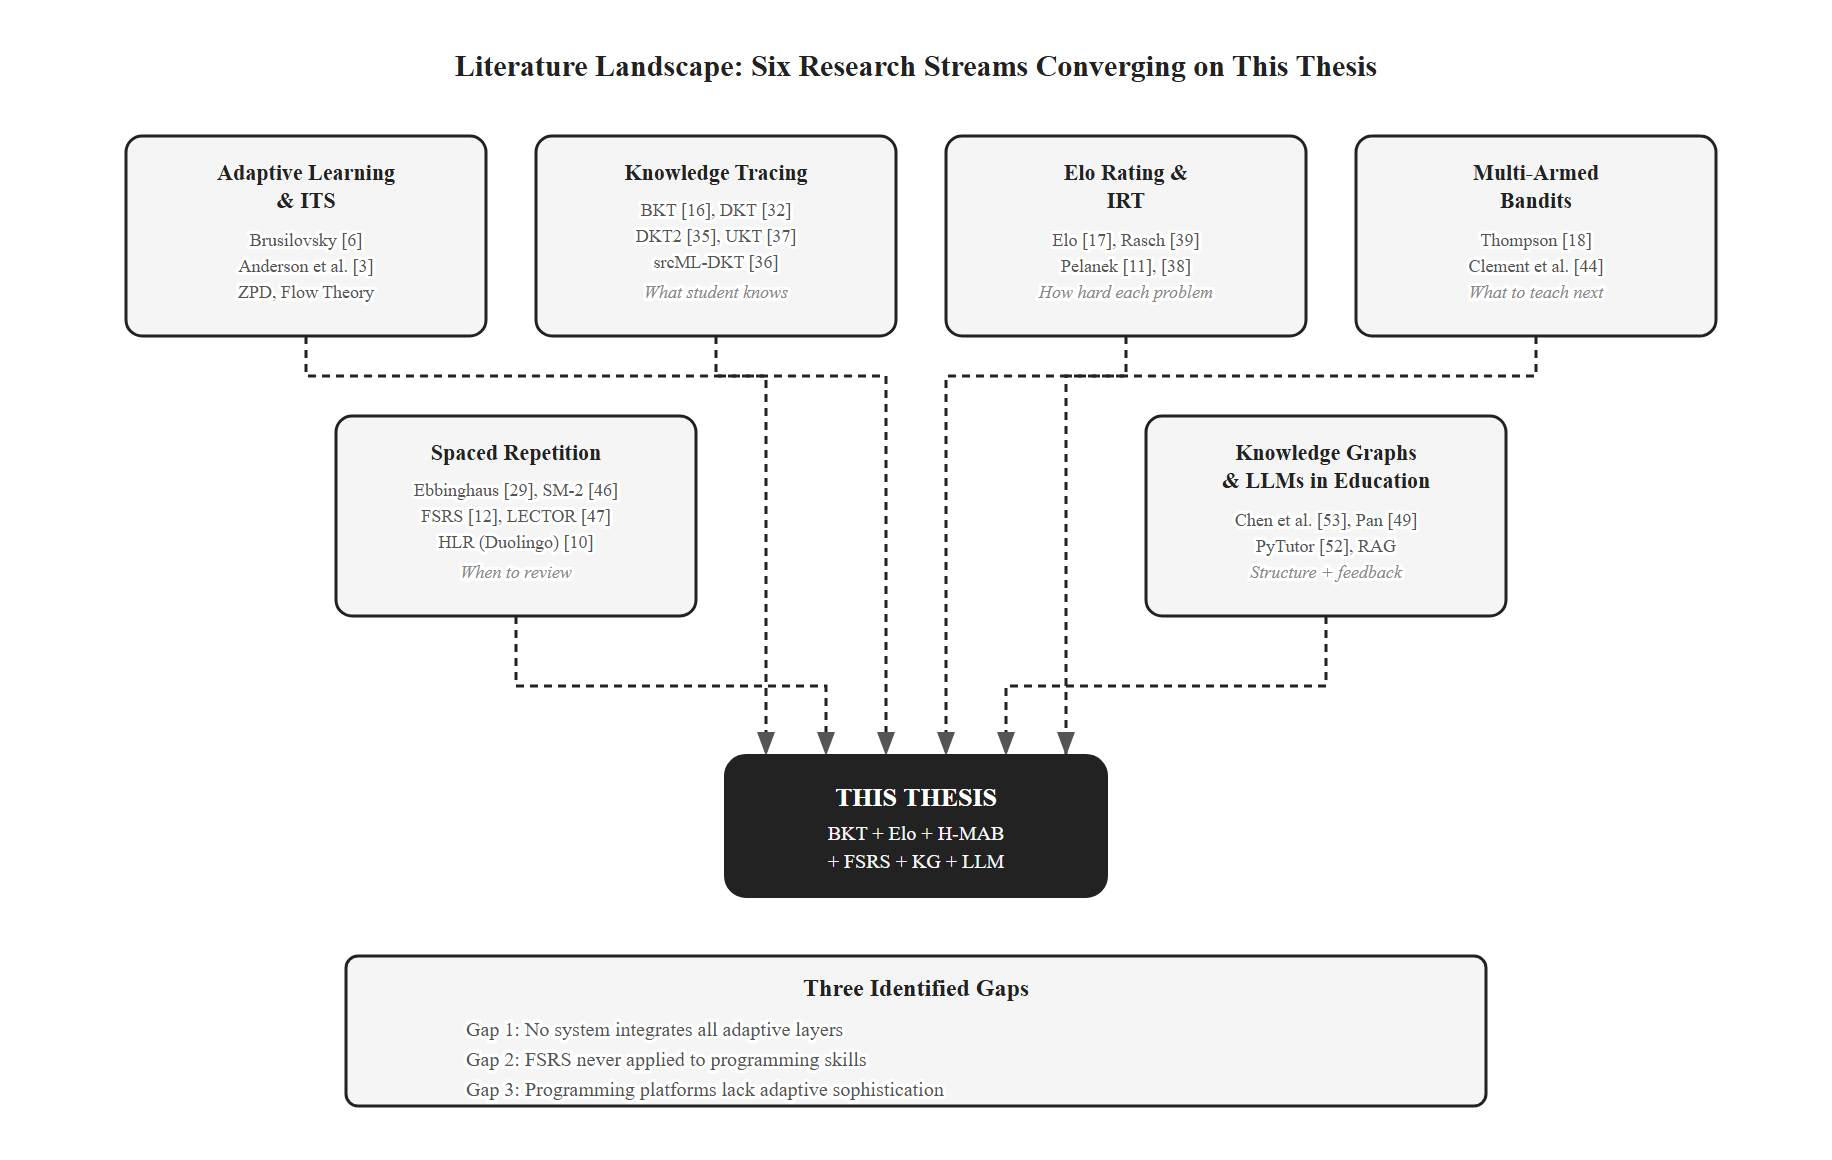 Literature Landscape: Six Research Streams Converging on This Thesis
Adaptive Learning
& ITS
Brusilovsky [6]
Anderson et al. [3]
ZPD, Flow Theory
Knowledge Tracing
BKT [16], DKT [32]
DKT2 [35], UKT [37]
srcML-DKT [36]
What student knows
Elo Rating &
IRT
Elo [17], Rasch [39]
Pelanek [11], [38]
How hard each problem
Multi-Armed
Bandits
Thompson [18]
Clement et al. [44]
What to teach next
Spaced Repetition
Ebbinghaus [29], SM-2 [46]
FSRS [12], LECTOR [47]
HLR (Duolingo) [10]
When to review
Knowledge Graphs
& LLMs in Education
Chen et al. [53], Pan [49]
PyTutor [52], RAG
Structure + feedback
THIS THESIS
BKT + Elo + H-MAB
+ FSRS + KG + LLM
Three Identified Gaps
Gap 1: No system integrates all adaptive layers
Gap 2: FSRS never applied to programming skills
Gap 3: Programming platforms lack adaptive sophistication